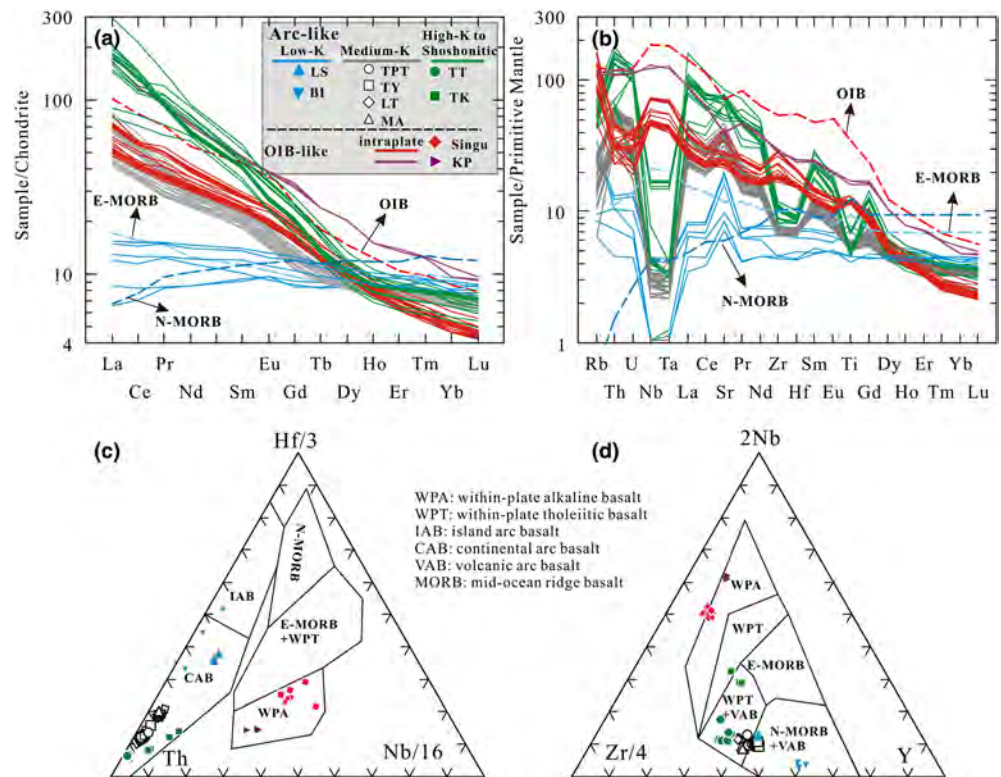 (a)
300
100
10
4
Sample/Chondrite
Arc-like
Low-K Medium-K High-K to
Shoshonitic
LS
BI
TPT
TY
LT
MA
TT
TK
OIB-like intraplate
Singu
KP
E-MORB
OIB
N-MORB
La Pr Eu Tb Ho Tm Lu
Ce Nd Sm Gd Dy Er Yb
(b)
300
100
10
1
Sample/Primitive Mantle
OIB
E-MORB
N-MORB
Rb U Ta Ce Pr Zr Sm Ti Dy Er Yb
Th Nb La Sr Nd Hf Eu Gd Ho Tm Lu
(c)
Hf/3
N-MORB
IAB
E-MORB
+WPT
CAB
WPA
Th
Nb/16
WPA: within-plate alkaline basalt
WPT: within-plate tholeiitic basalt
IAB: island arc basalt
CAB: continental arc basalt
VAB: volcanic arc basalt
MORB: mid-ocean ridge basalt
(d)
2Nb
WPA
WPT
E-MORB
WPT
+VAB
N-MORB
+VAB
Zr/4
Y